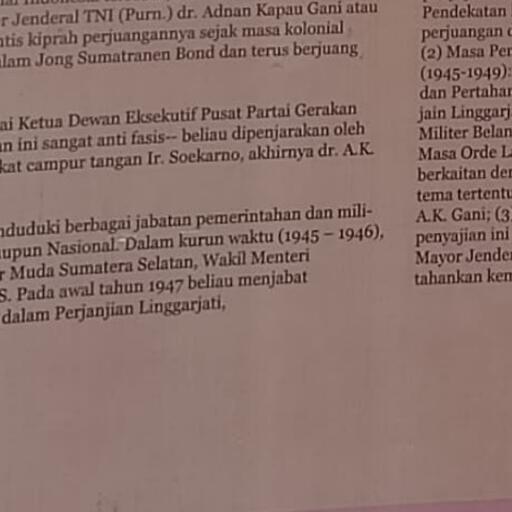 r Jenderal TNI (Purn.) dr. Adnan Kapau Gani atau
ntis kiprah perjuangannya sejak masa kolonial
lam Jong Sumatranen Bond dan terus berjuang
ai Ketua Dewan Eksekutif Pusat Partai Gerakan
n ini sangat anti fasis-- beliau dipenjarakan oleh
kat campur tangan Ir. Soekarno, akhirnya dr. A.K.
nduduki berbagai jabatan pemerintahan dan mili-
upun Nasional. Dalam kurun waktu (1945 – 1946),
r Muda Sumatera Selatan, Wakil Menteri
S. Pada awal tahun 1947 beliau menjabat
dalam Perjanjian Linggarjati,
Pendekatan
perjuangan
(2) Masa Per
(1945-1949):
dan Pertahan
jain Linggarj
Militer Belan
Masa Orde La
berkaitan der
tema tertentu
A.K. Gani; (3
penyajian ini
Mayor Jender
tahankan kem